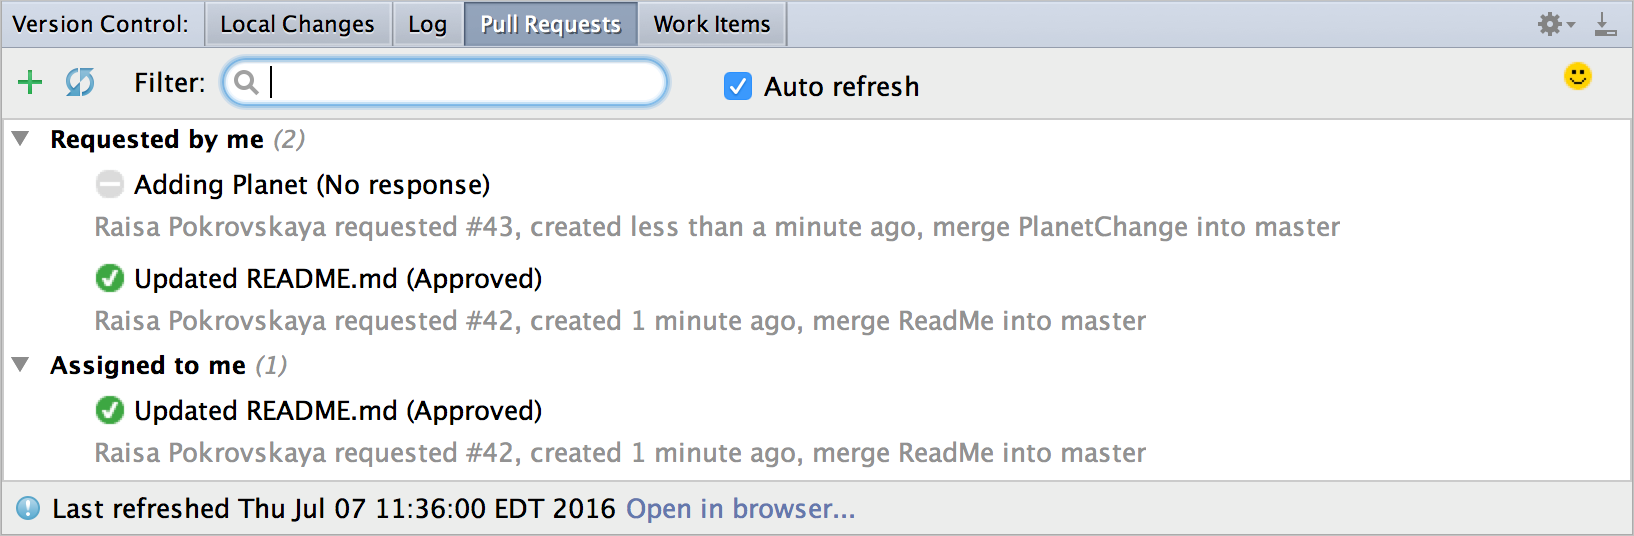 Version Control: Local Changes Log Pull Requests Work Items
Filter: Auto refresh
Requested by me (2)
Adding Planet (No response)
Raisa Pokrovskaya requested #43, created less than a minute ago, merge PlanetChange into master
Updated README.md (Approved)
Raisa Pokrovskaya requested #42, created 1 minute ago, merge ReadMe into master
Assigned to me (1)
Updated README.md (Approved)
Raisa Pokrovskaya requested #42, created 1 minute ago, merge ReadMe into master
Last refreshed Thu Jul 07 11:36:00 EDT 2016 Open in browser...